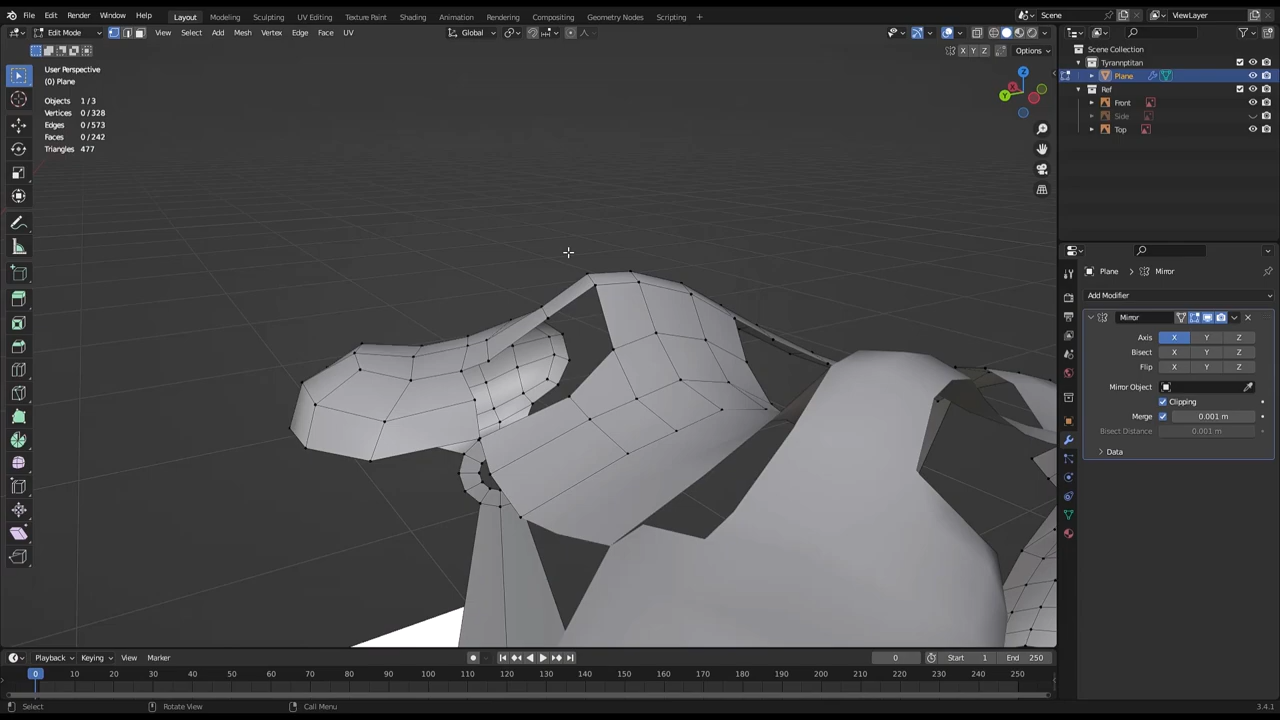 File Edit Render Window Help Layout Modeling Sculpting UV Editing Texture Paint Shading Animation Rendering Compositing Geometry Nodes Scripting + Scene ViewLayer
Edit Mode View Select Add Mesh Vertex Edge Face UV Global
X Y Z Options
User Perspective
(0) Plane
Objects 1/3
Vertices 0/328
Edges 0/573
Faces 0/242
Triangles 477
Z
Y
X
Scene Collection
Tyrannptitan
Plane
Ref
Front
Side
Top
Plane > Mirror
Add Modifier
Mirror
Axis X Y Z
Bisect X Y Z
Flip X Y Z
Mirror Object
Clipping
Merge 0.001 m
Bisect Distance 0.001 m
Data
Playback Keying View Marker 0 Start 1 End 250
0 10 20 30 40 50 60 70 80 90 100 110 120 130 140 150 160 170 180 190 200 210 220 230 240 250
Select Rotate View Call Menu 3.4.1